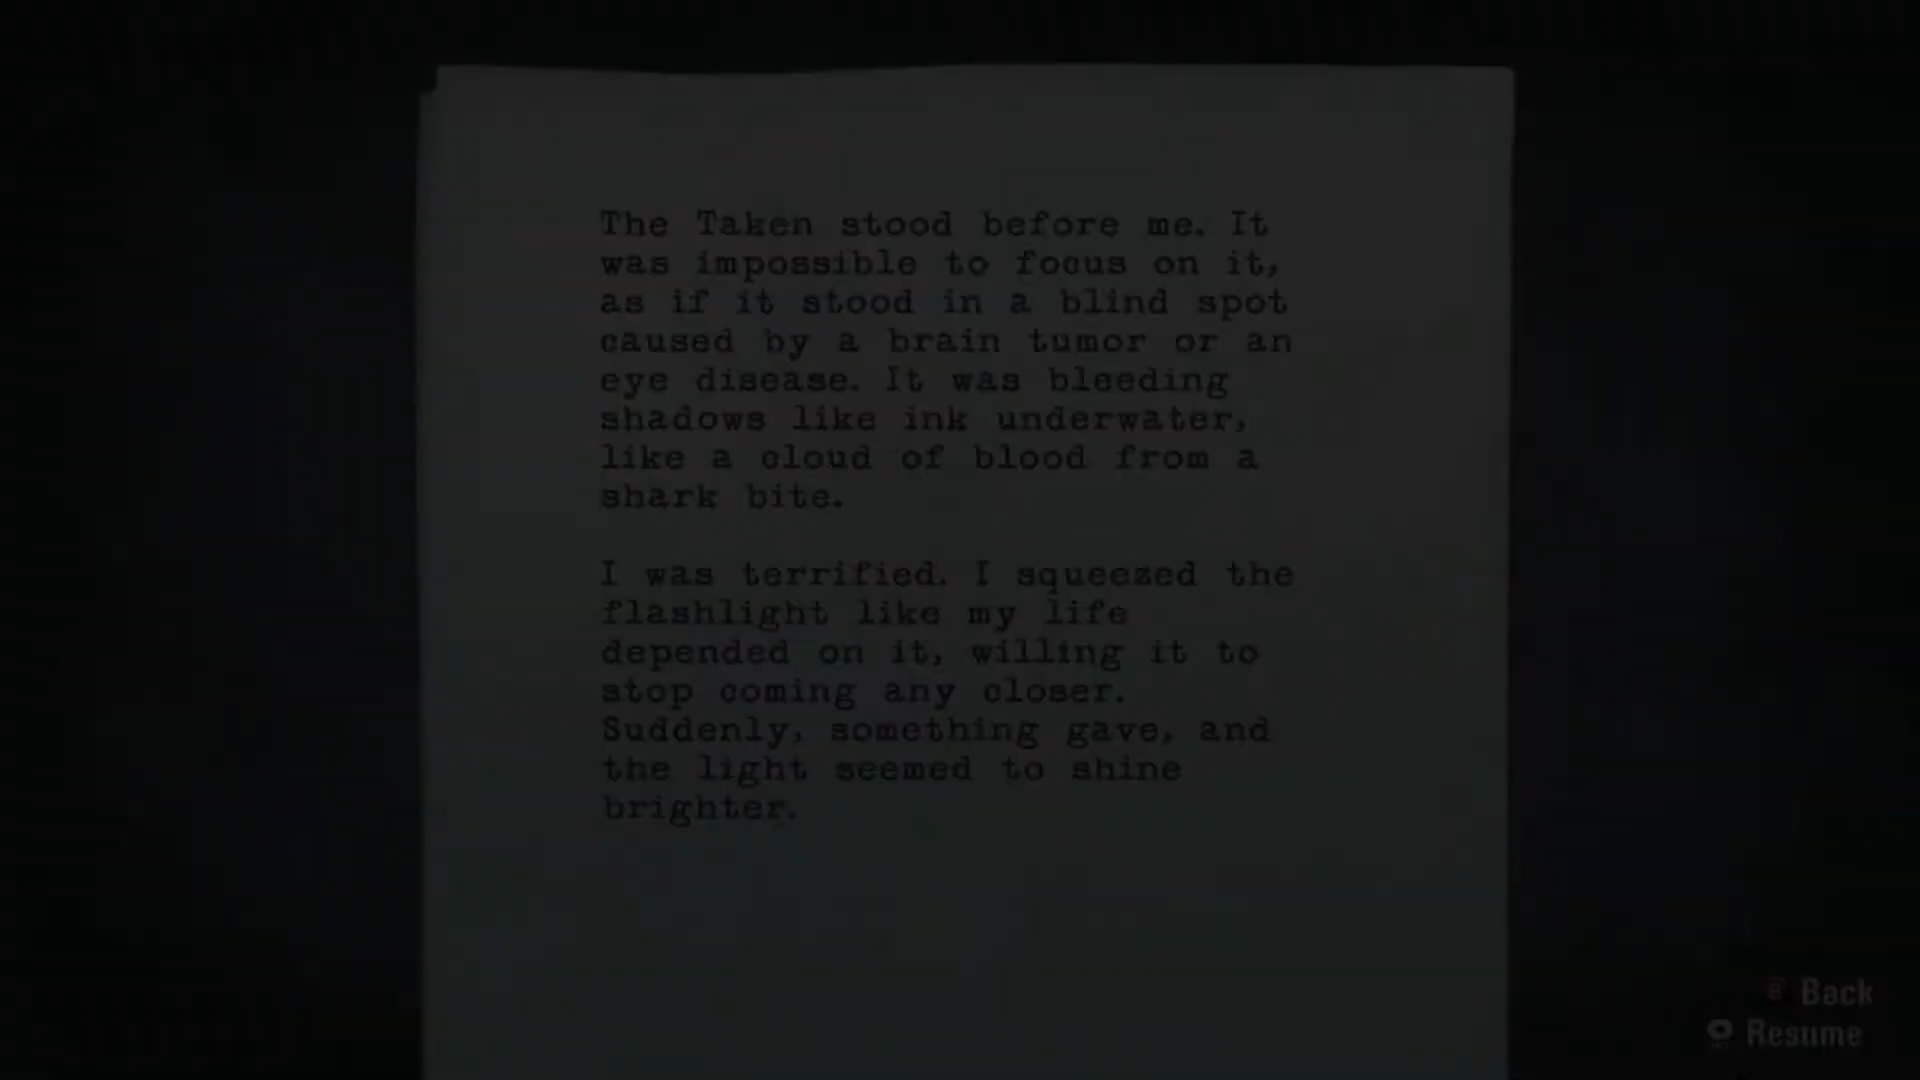 The Taken stood before me. It
was impossible to focus on it,
as if it stood in a blind spot
caused by a brain tumor or an
eye disease. It was bleeding
shadows like ink underwater,
like a cloud of blood from a
shark bite.
I was terrified. I squeezed the
flashlight like my life
depended on it, willing it to
stop coming any closer.
Suddenly, something gave, and
the light seemed to shine
brighter.
B Back
Resume